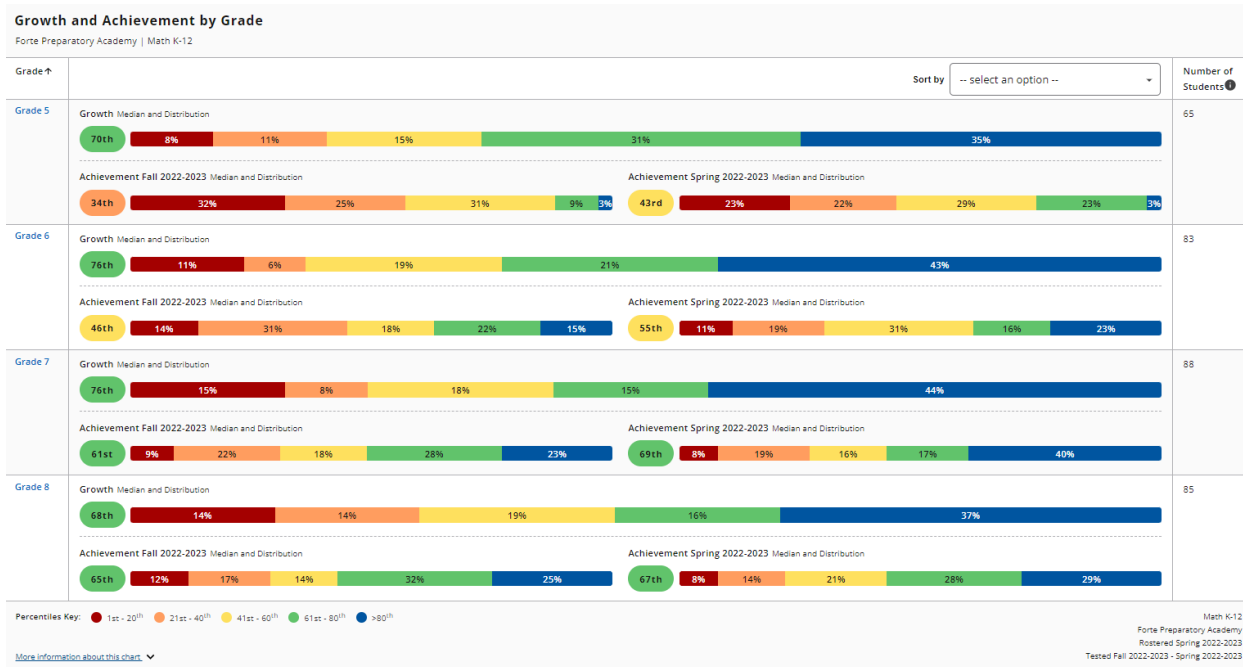 Growth and Achievement by Grade
Forte Preparatory Academy | Math K-12
Grade↑
Sort by
-- select an option --
Number of
Students
Grade 5
Growth Median and Distribution
65
70th 8% 11% 15% 31% 35%
Achievement Fall 2022-2023 Median and Distribution
34th 32% 25% 31% 9% 3%
Achievement Spring 2022-2023 Median and Distribution
43rd 23% 22% 29% 23% 3%
Grade 6
Growth Median and Distribution
83
76th 11% 6% 19% 21% 43%
Achievement Fall 2022-2023 Median and Distribution
46th 14% 31% 18% 22% 15%
Achievement Spring 2022-2023 Median and Distribution
55th 11% 19% 31% 16% 23%
Grade 7
Growth Median and Distribution
88
76th 15% 8% 18% 15% 44%
Achievement Fall 2022-2023 Median and Distribution
61st 9% 22% 18% 28% 23%
Achievement Spring 2022-2023 Median and Distribution
69th 8% 19% 16% 17% 40%
Grade 8
Growth Median and Distribution
85
68th 14% 14% 19% 16% 37%
Achievement Fall 2022-2023 Median and Distribution
65th 12% 17% 14% 32% 25%
Achievement Spring 2022-2023 Median and Distribution
67th 8% 14% 21% 28% 29%
Percentiles Key: 1st - 20th 21st - 40th 41st - 60th 61st - 80th >80th
More information about this chart
Math K-12
Forte Preparatory Academy
Rostered Spring 2022-2023
Tested Fall 2022-2023 - Spring 2022-2023